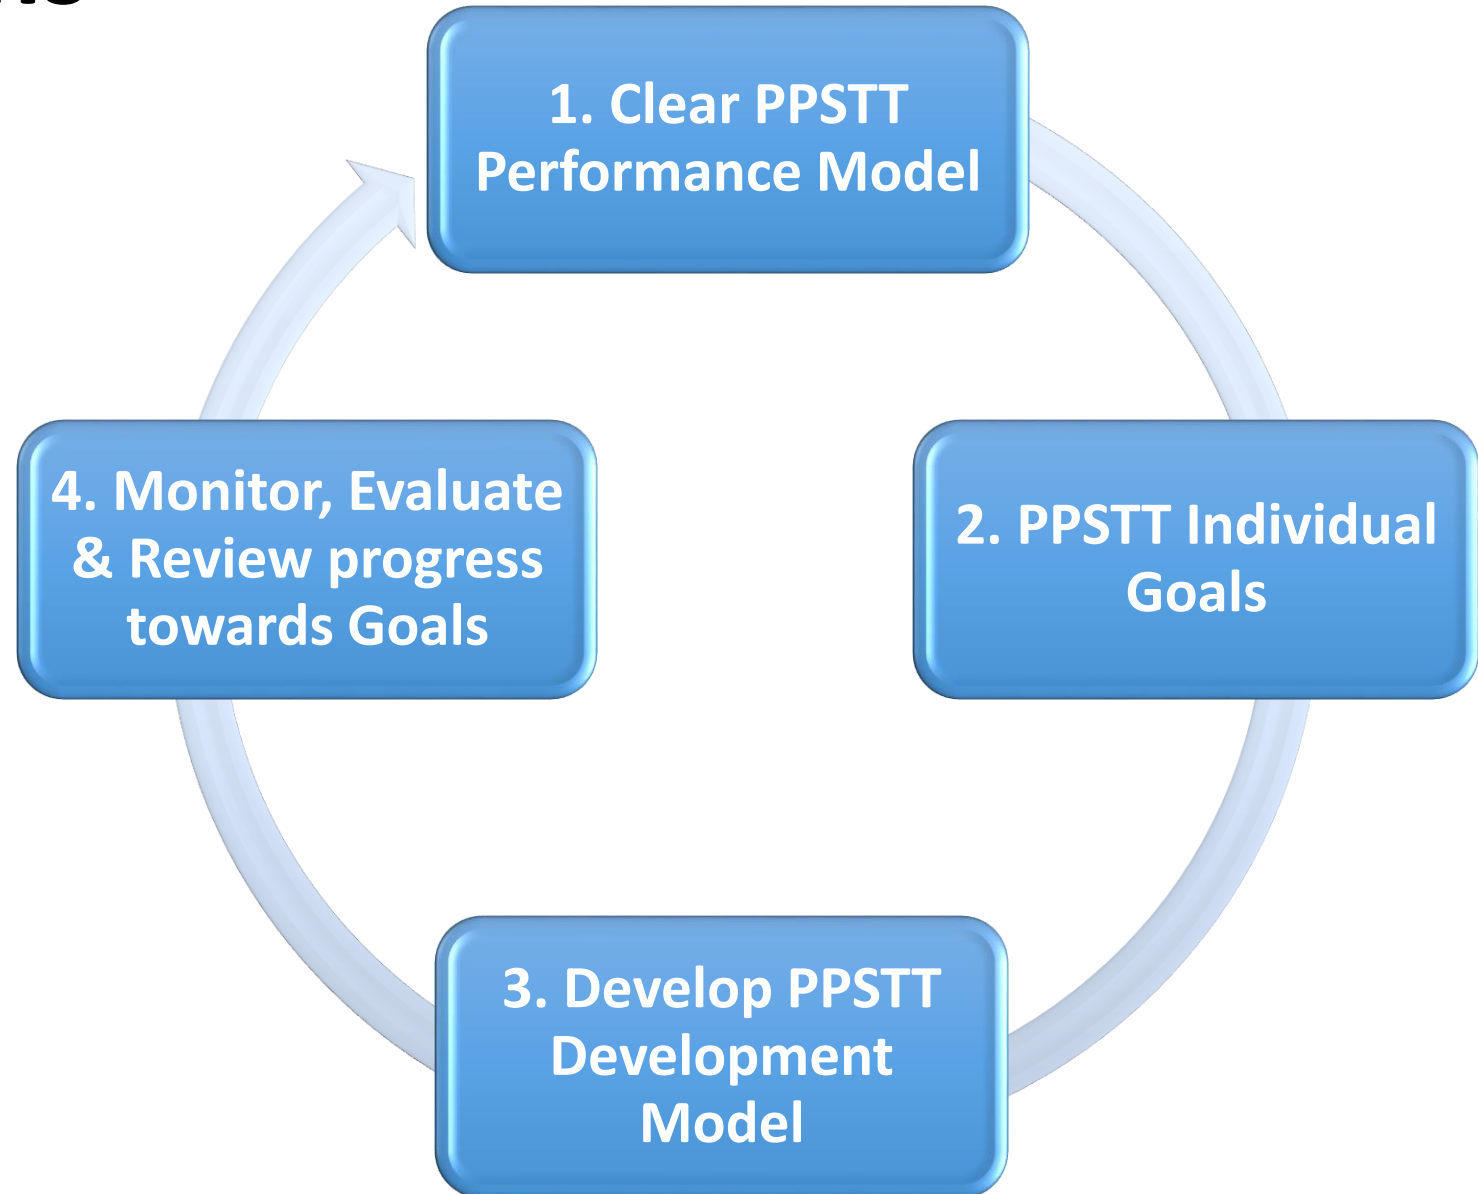 1. Clear PPSTT
Performance Model
2. PPSTT Individual
Goals
3. Develop PPSTT
Development
Model
4. Monitor, Evaluate
& Review progress
towards Goals